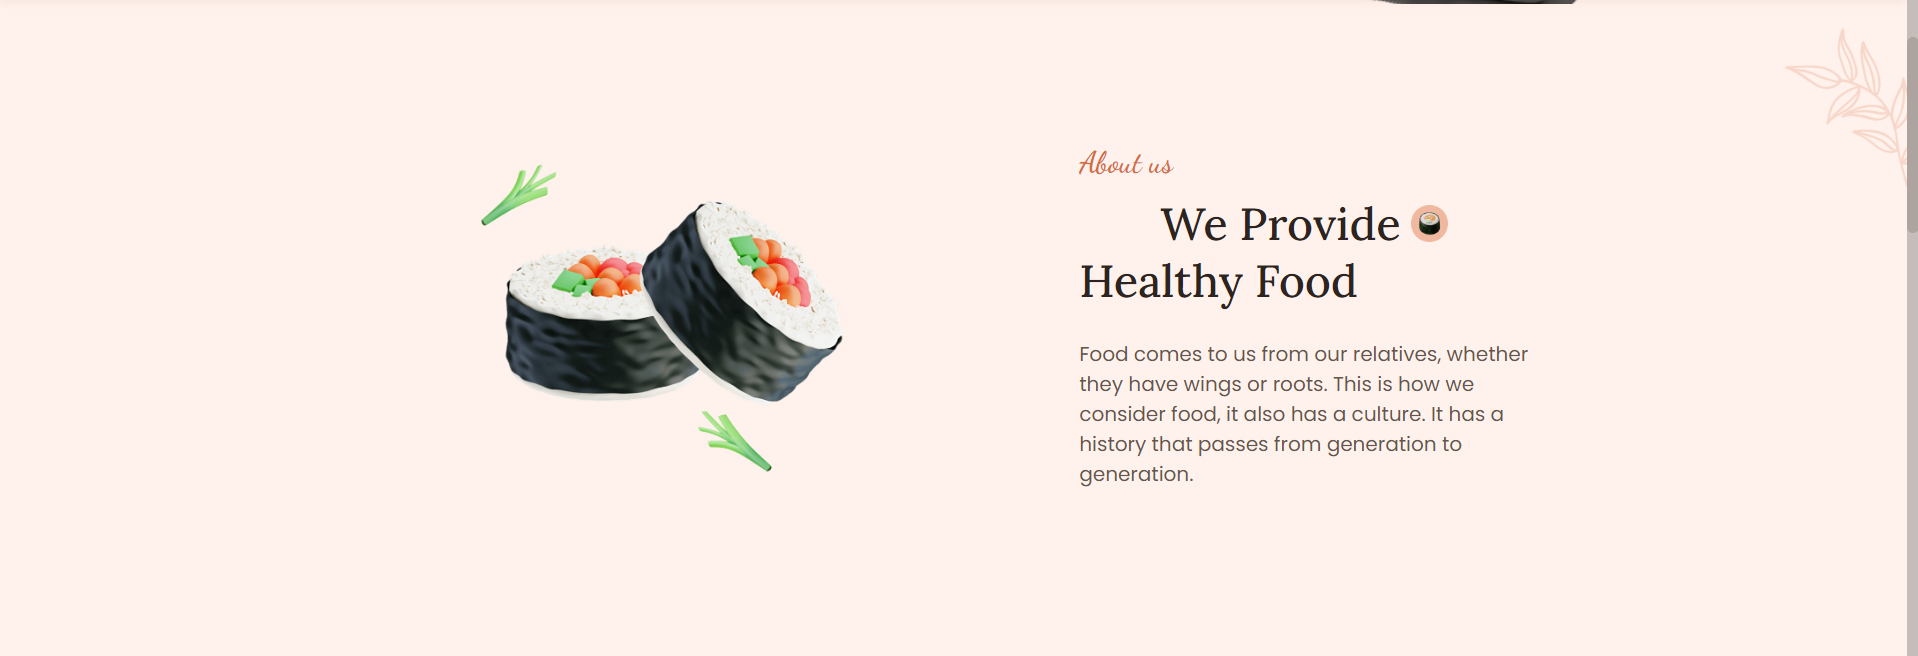 About us
We Provide
Healthy Food
Food comes to us from our relatives, whether
they have wings or roots. This is how we
consider food, it also has a culture. It has a
history that passes from generation to
generation.